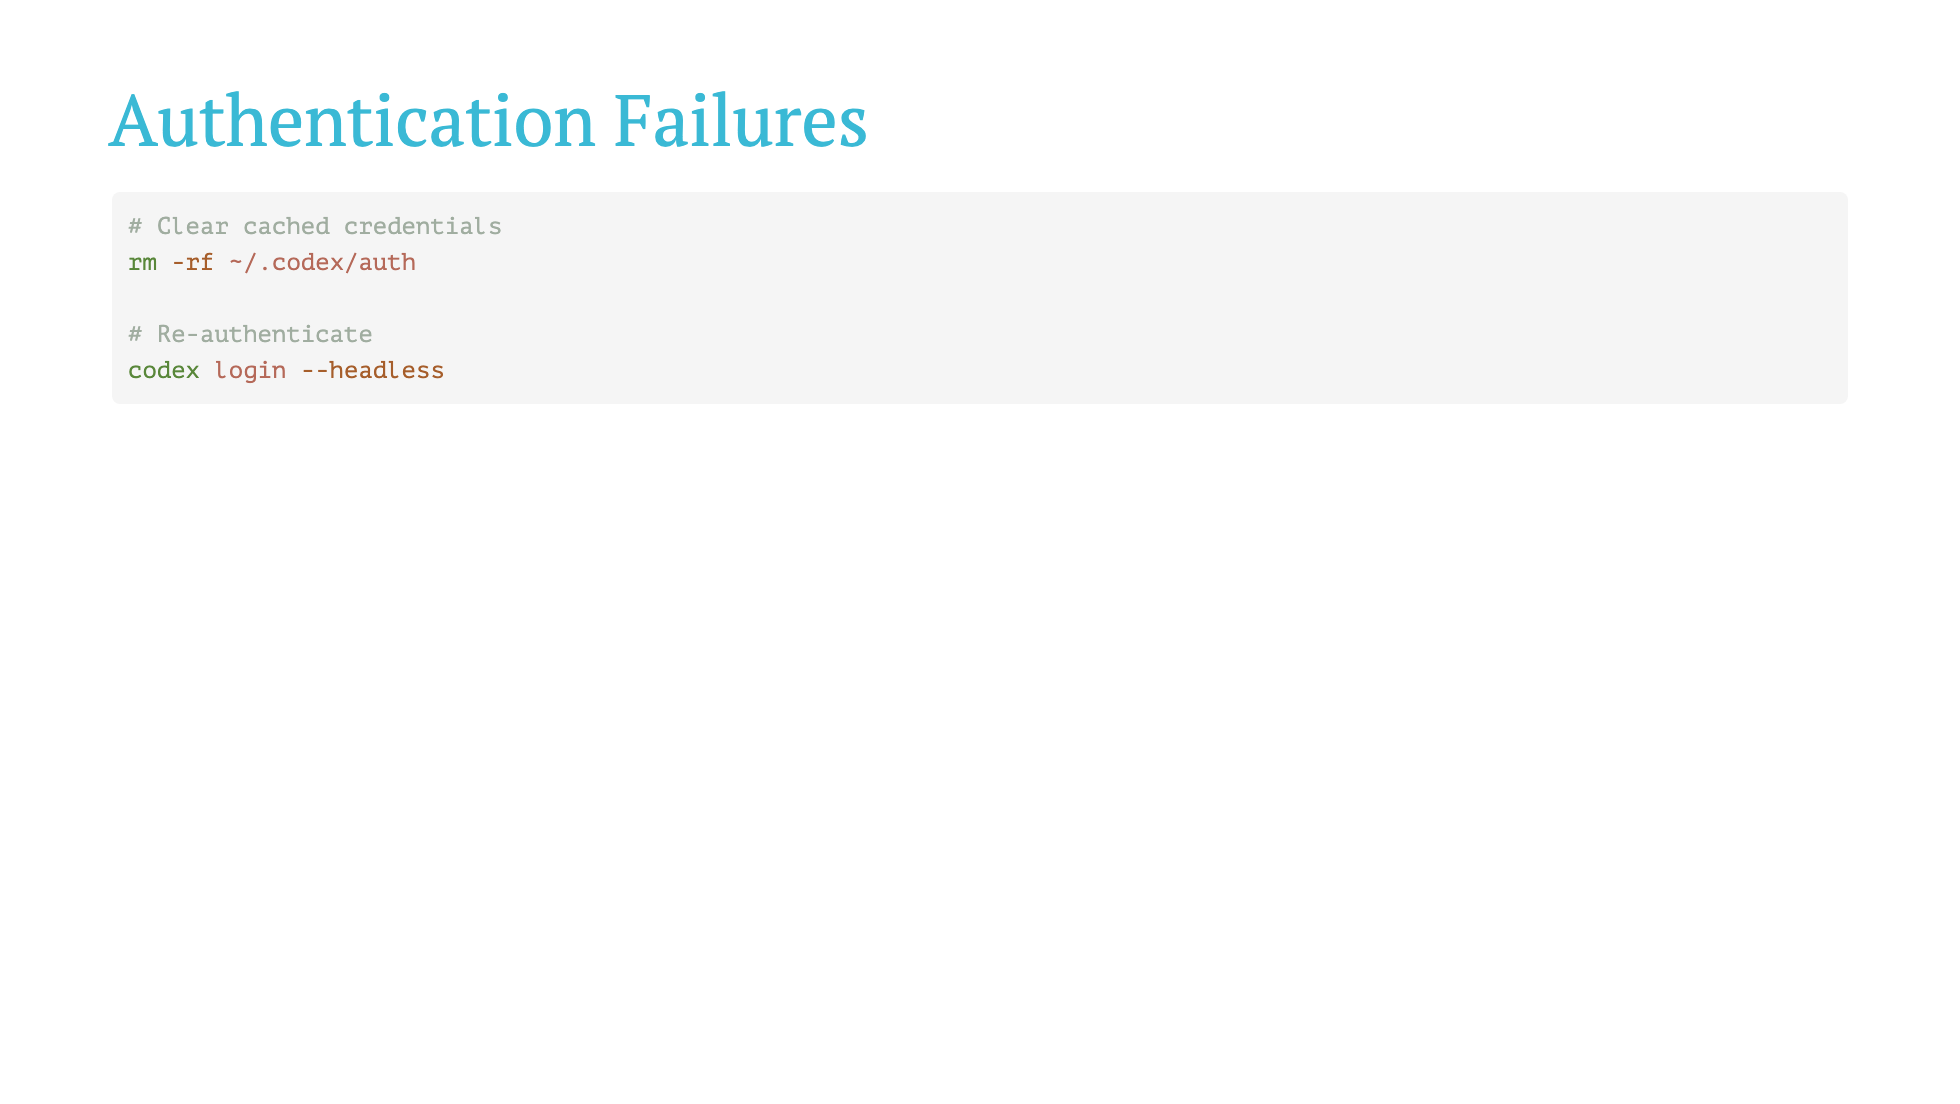 Authentication Failures
# Clear cached credentials
rm -rf ~/.codex/auth
# Re-authenticate
codex login --headless